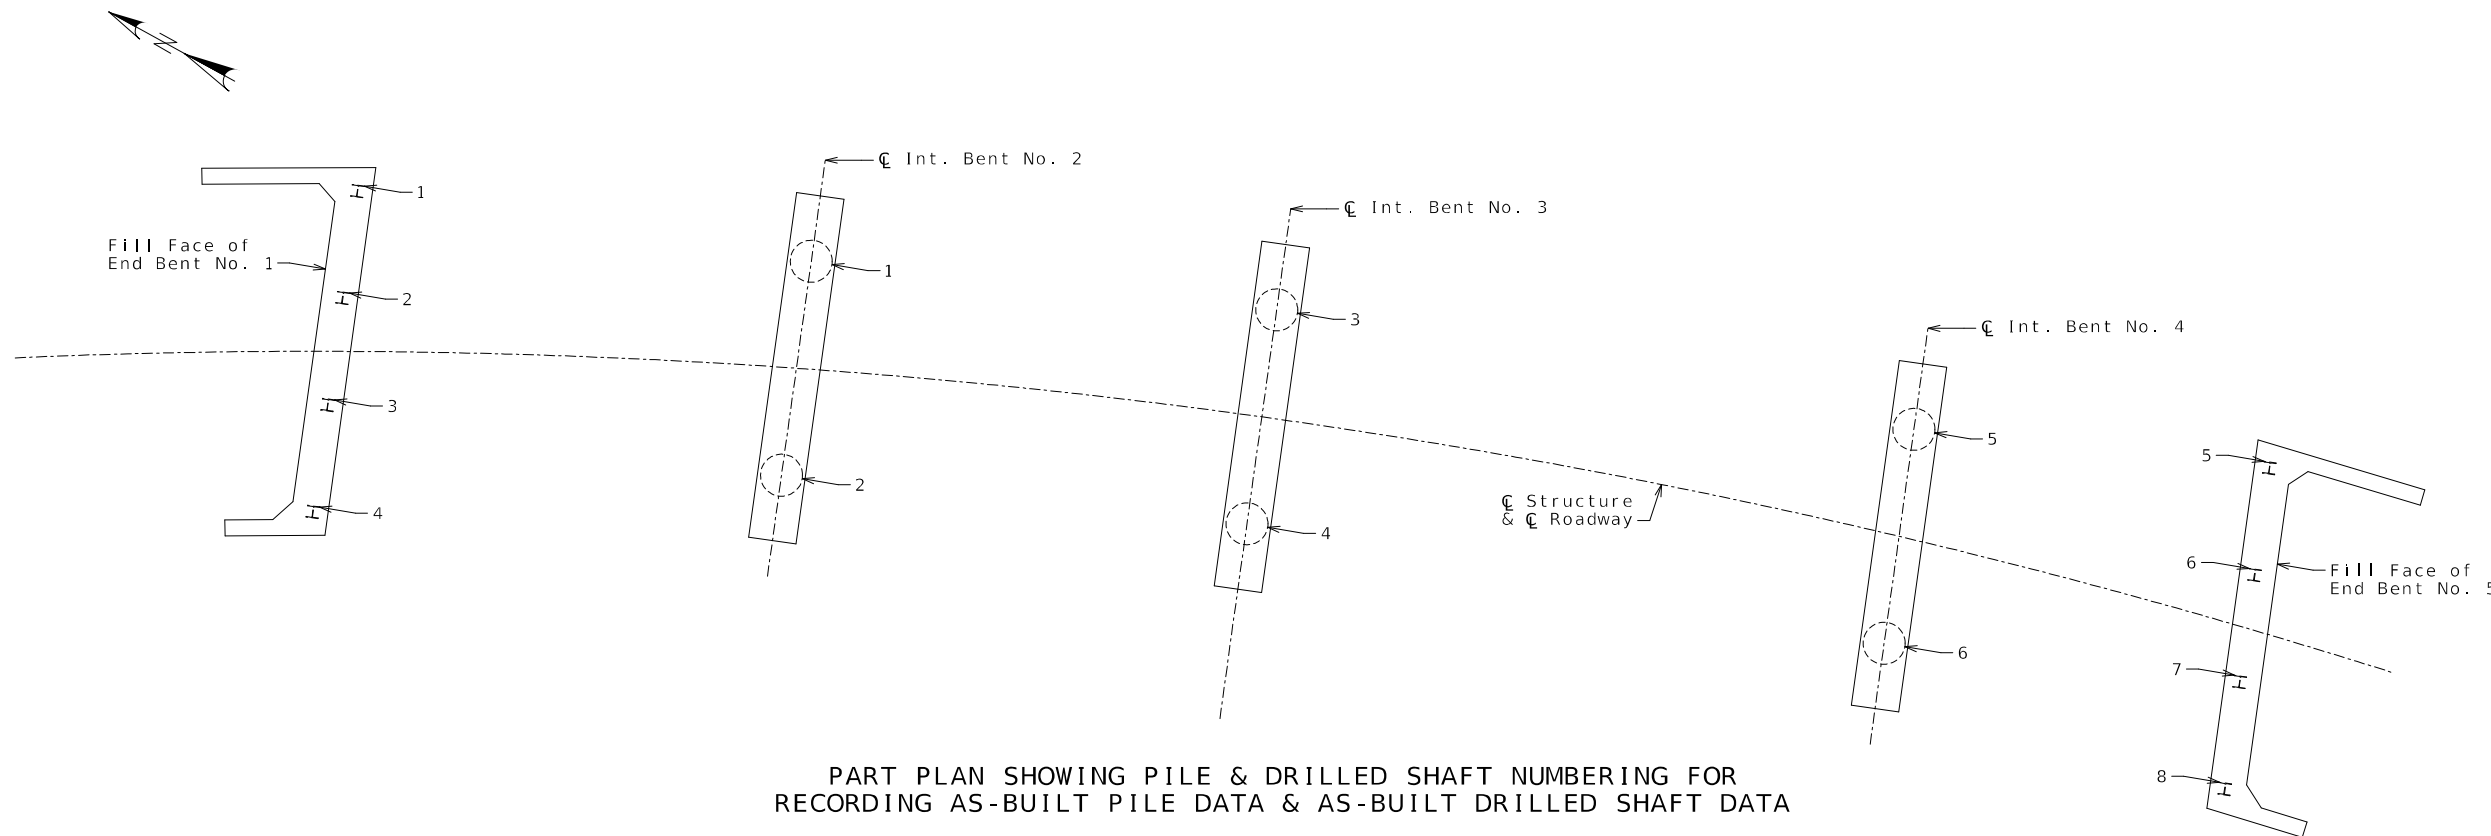 N
℄ Int. Bent No. 2
1
Fill Face of
End Bent No. 1
2
3
4
1
2
℄ Int. Bent No. 3
3
4
℄ Int. Bent No. 4
5
6
℄ Structure
& ℄ Roadway
5
6
7
8
Fill Face of
End Bent No. 5
PART PLAN SHOWING PILE & DRILLED SHAFT NUMBERING FOR
RECORDING AS-BUILT PILE DATA & AS-BUILT DRILLED SHAFT DATA